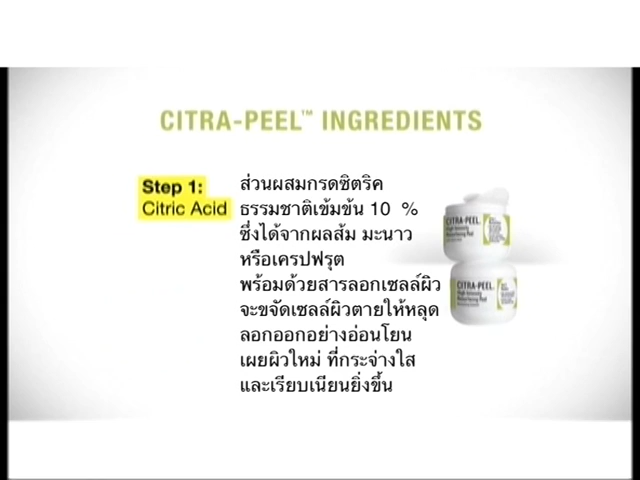 CITRA-PEEL™ INGREDIENTS
Step 1:
Citric Acid
ส่วนผสมกรดซิตริค
ธรรมชาติเข้มข้น 10 %
ซึ่งได้จากผลส้ม มะนาว
หรือเครปฟรุต
พร้อมด้วยสารลอกเซลล์ผิว
จะขจัดเซลล์ผิวตายให้หลุด
ลอกออกอย่างอ่อนโยน
เผยผิวใหม่ ที่กระจ่างใส
และเรียบเนียนยิ่งขึ้น
CITRA-PEEL
High Intensity
CITRA-PEEL
High Intensity